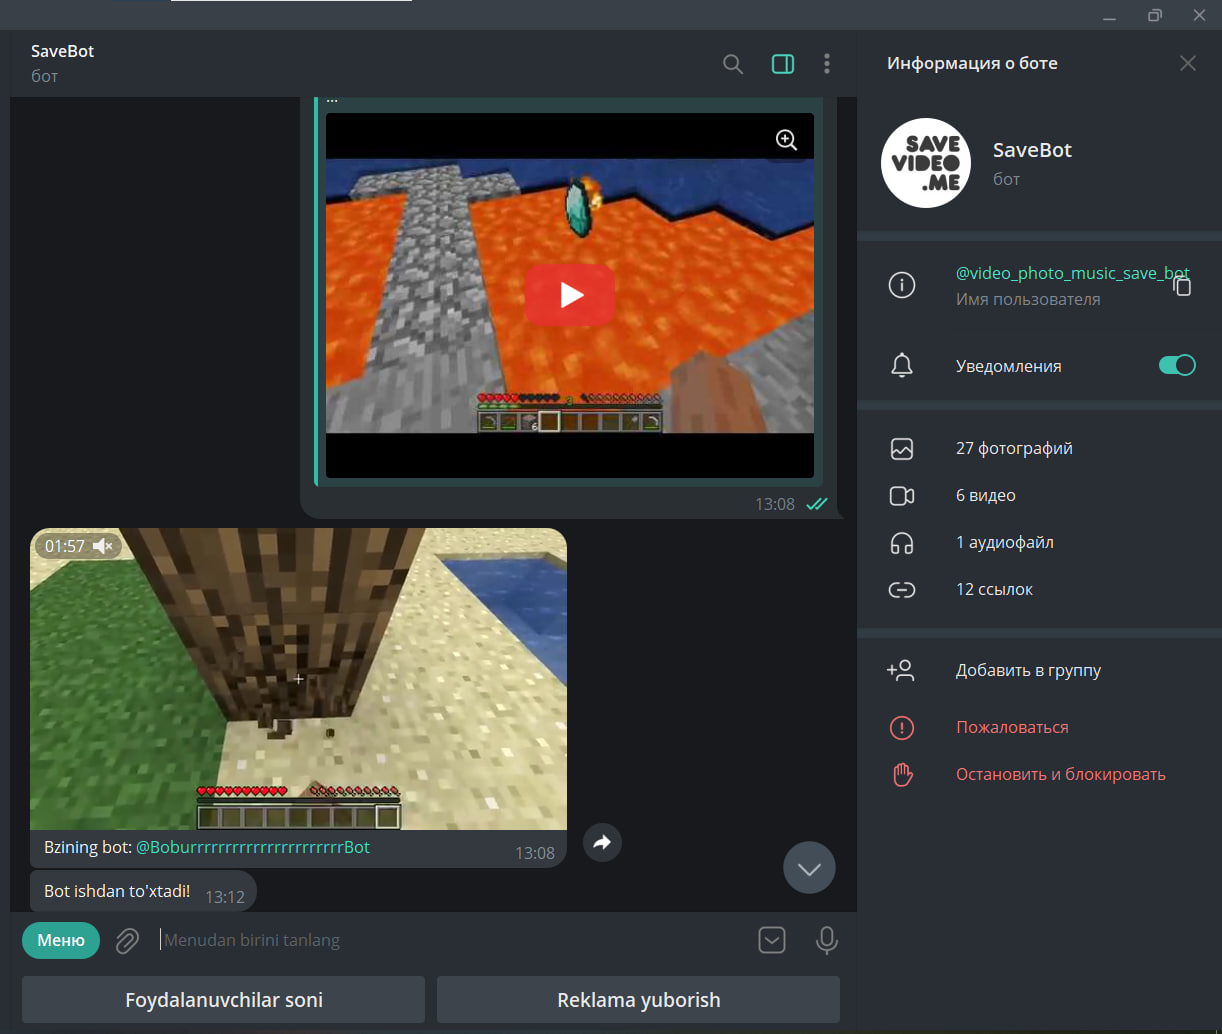 SaveBot
бот
...
13:08
01:57
Bzining bot: @BoburrrrrrrrrrrrrrrrrrrrrrBot
13:08
Bot ishdan to'xtadi!
13:12
Меню
Menudan birini tanlang
Foydalanuvchilar soni
Reklama yuborish
Информация о боте
SAVE
VIDEO
.ME
SaveBot
бот
@video_photo_music_save_bot
Имя пользователя
Уведомления
27 фотографий
6 видео
1 аудиофайл
12 ссылок
Добавить в группу
Пожаловаться
Остановить и блокировать